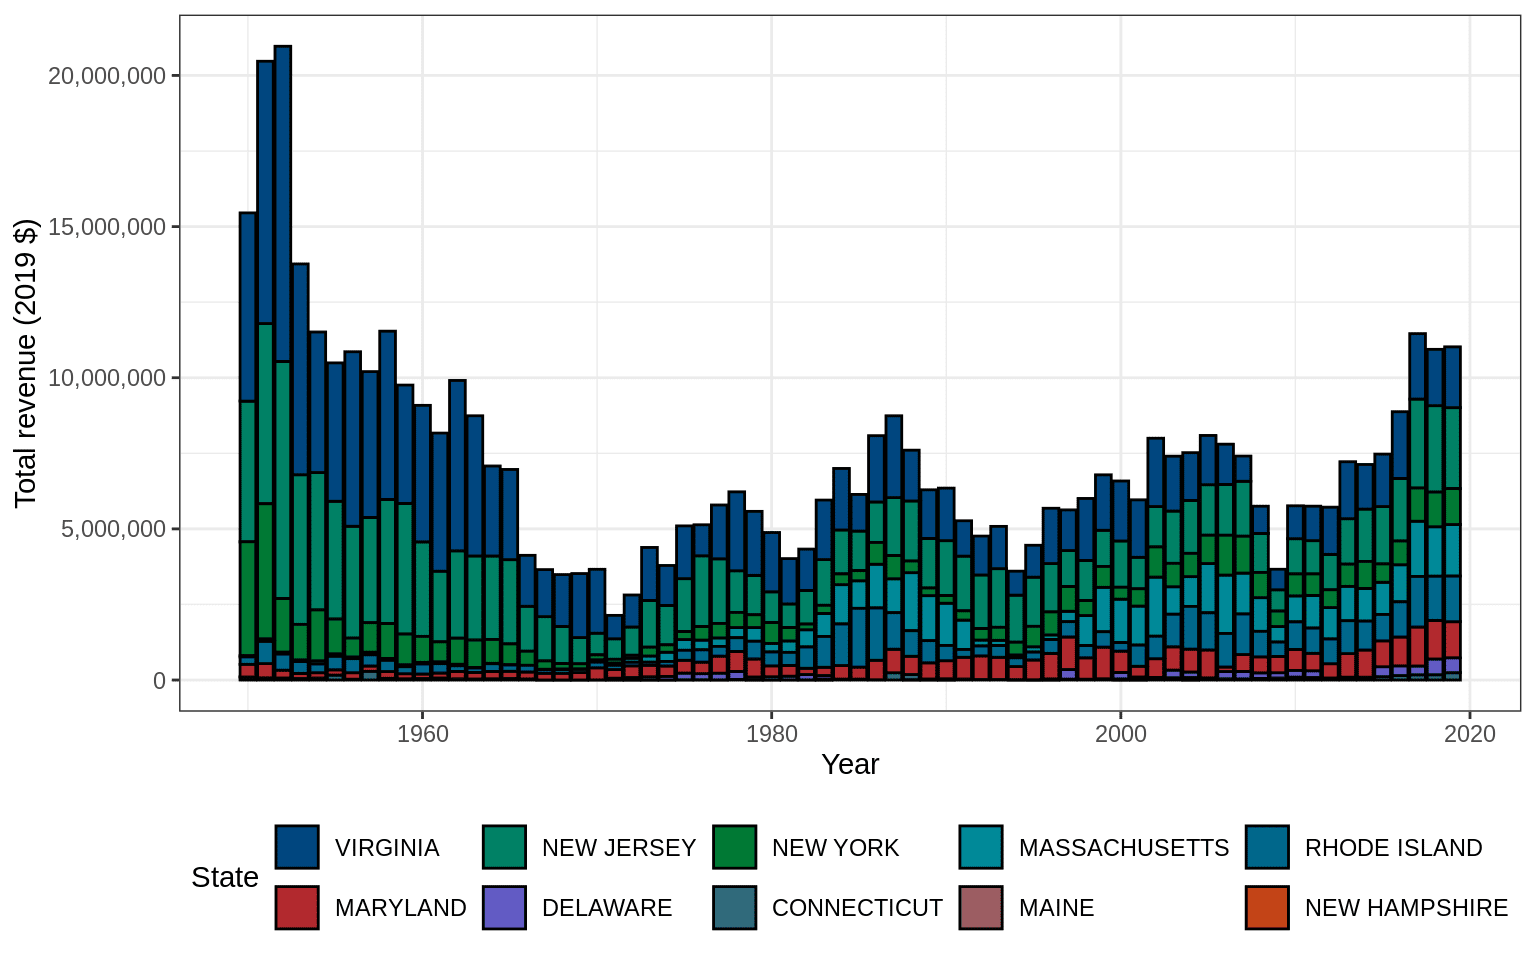 20,000,000
15,000,000
10,000,000
5,000,000
0
Total revenue (2019 $)
1960 1980 2000 2020
Year
State
VIRGINIA NEW JERSEY NEW YORK MASSACHUSETTS RHODE ISLAND
MARYLAND DELAWARE CONNECTICUT MAINE NEW HAMPSHIRE